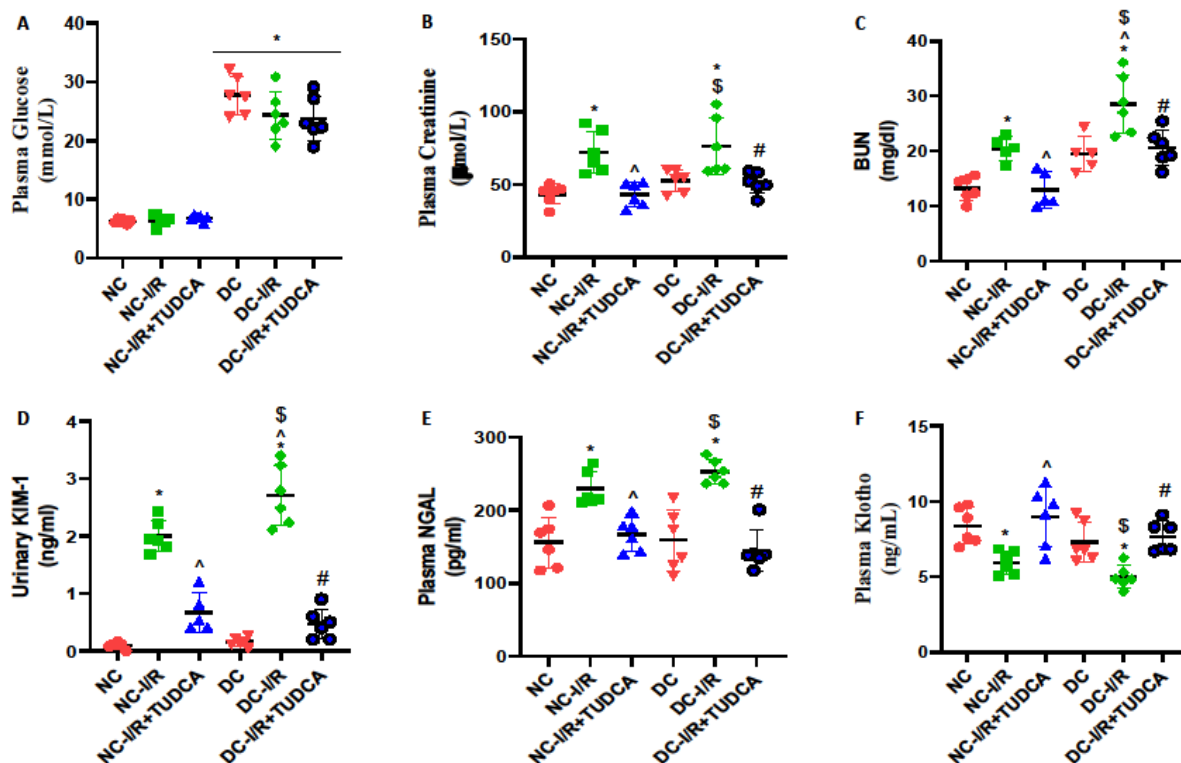 A
Plasma Glucose
(mmol/L)
40
30
20
10
0
*
NC
NC-I/R
NC-I/R+TUDCA
DC
DC-I/R
DC-I/R+TUDCA
B
Plasma Creatinine
mol/L)
150
100
50
0
*
^
*
$
#
NC
NC-I/R
NC-I/R+TUDCA
DC
DC-I/R
DC-I/R+TUDCA
C
BUN
(mg/dl)
40
30
20
10
0
*
^
$
^
*
#
NC
NC-I/R
NC-I/R+TUDCA
DC
DC-I/R
DC-I/R+TUDCA
D
Urinary KIM-1
(ng/ml)
4
3
2
1
0
*
^
$
^
*
#
NC
NC-I/R
NC-I/R+TUDCA
DC
DC-I/R
DC-I/R+TUDCA
E
Plasma NGAL
(pg/ml)
300
200
100
0
*
^
$
*
#
NC
NC-I/R
NC-I/R+TUDCA
DC
DC-I/R
DC-I/R+TUDCA
F
Plasma Klotho
(ng/mL)
15
10
5
0
*
^
$
*
#
NC
NC-I/R
NC-I/R+TUDCA
DC
DC-I/R
DC-I/R+TUDCA